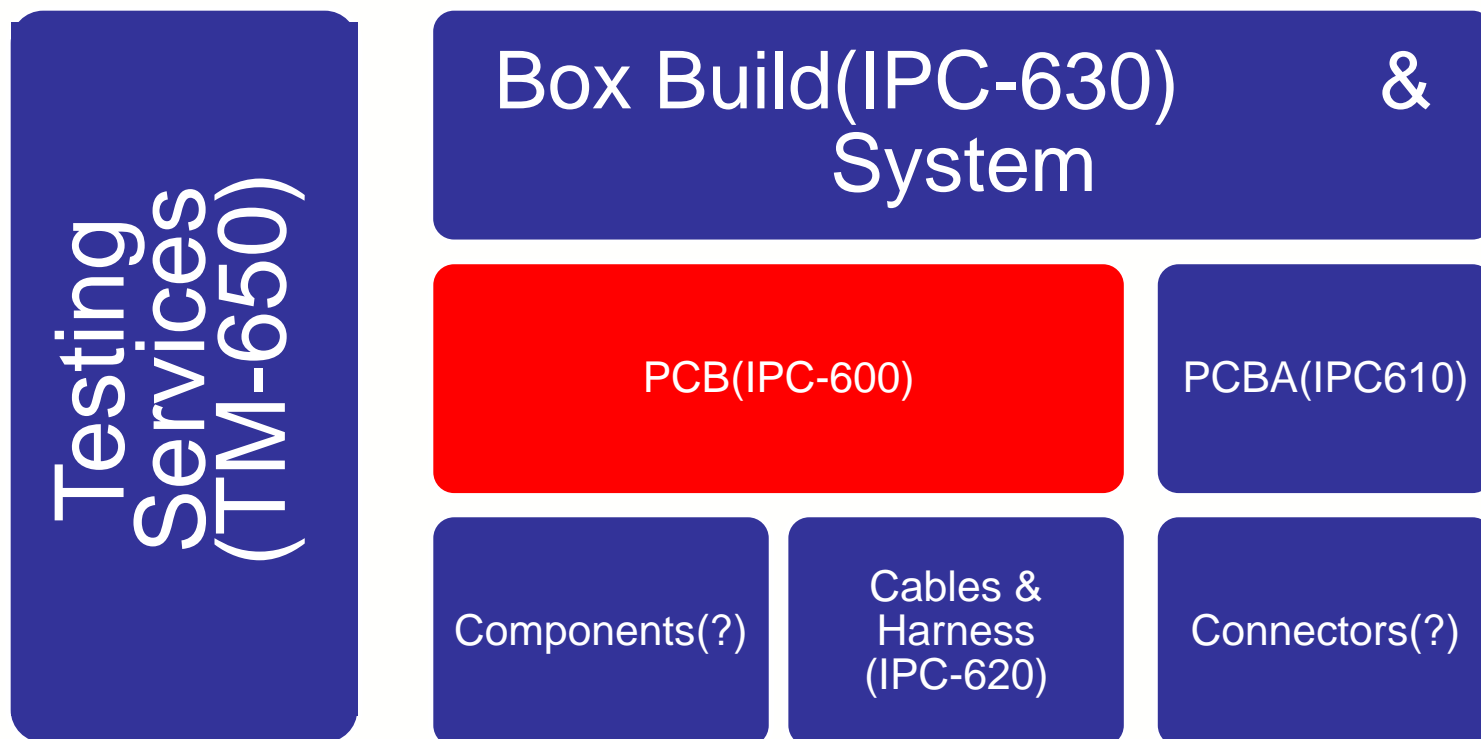 Testing
Services
(TM-650)
Box Build(IPC-630) &
System
PCB(IPC-600)
PCBA(IPC610)
Components(?)
Cables &
Harness
(IPC-620)
Connectors(?)